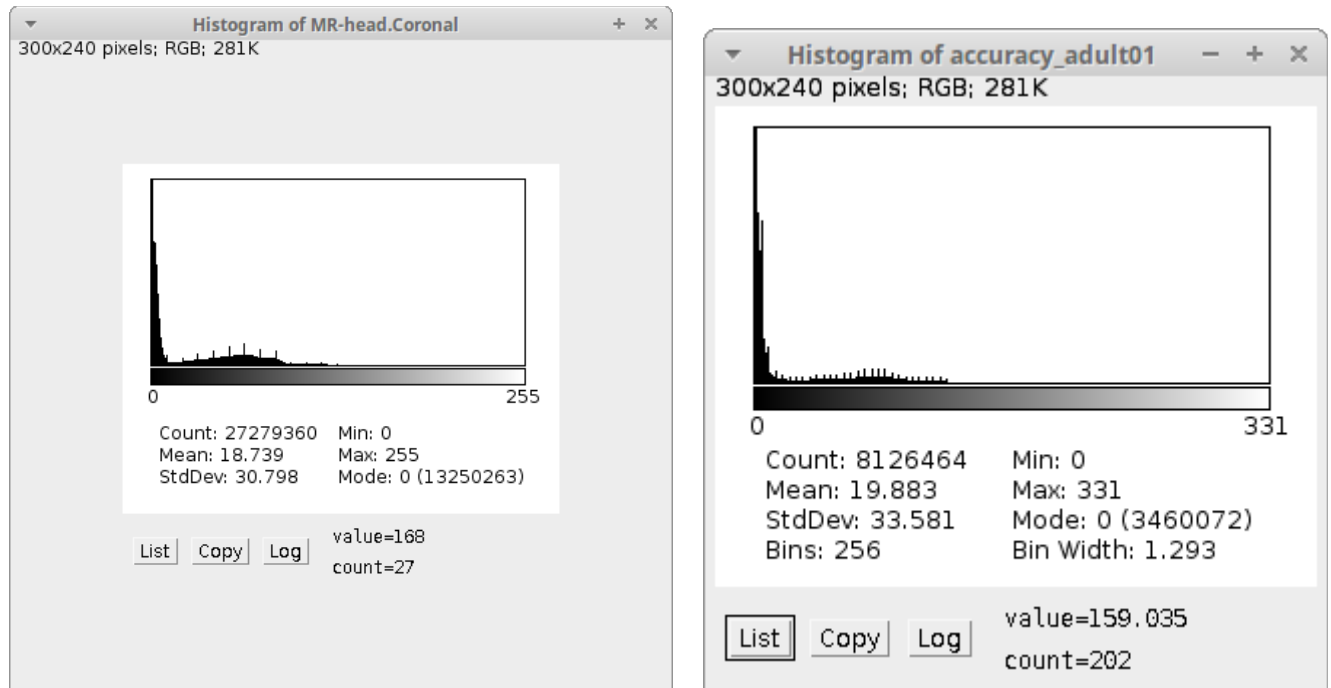 Histogram of MR-head.Coronal
300x240 pixels; RGB; 281K
0 255
Count: 27279360 Min: 0
Mean: 18.739 Max: 255
StdDev: 30.798 Mode: 0 (13250263)
List Copy Log value=168
count=27
Histogram of accuracy_adult01
300x240 pixels; RGB; 281K
0 331
Count: 8126464 Min: 0
Mean: 19.883 Max: 331
StdDev: 33.581 Mode: 0 (3460072)
Bins: 256 Bin Width: 1.293
List Copy Log value=159.035
count=202